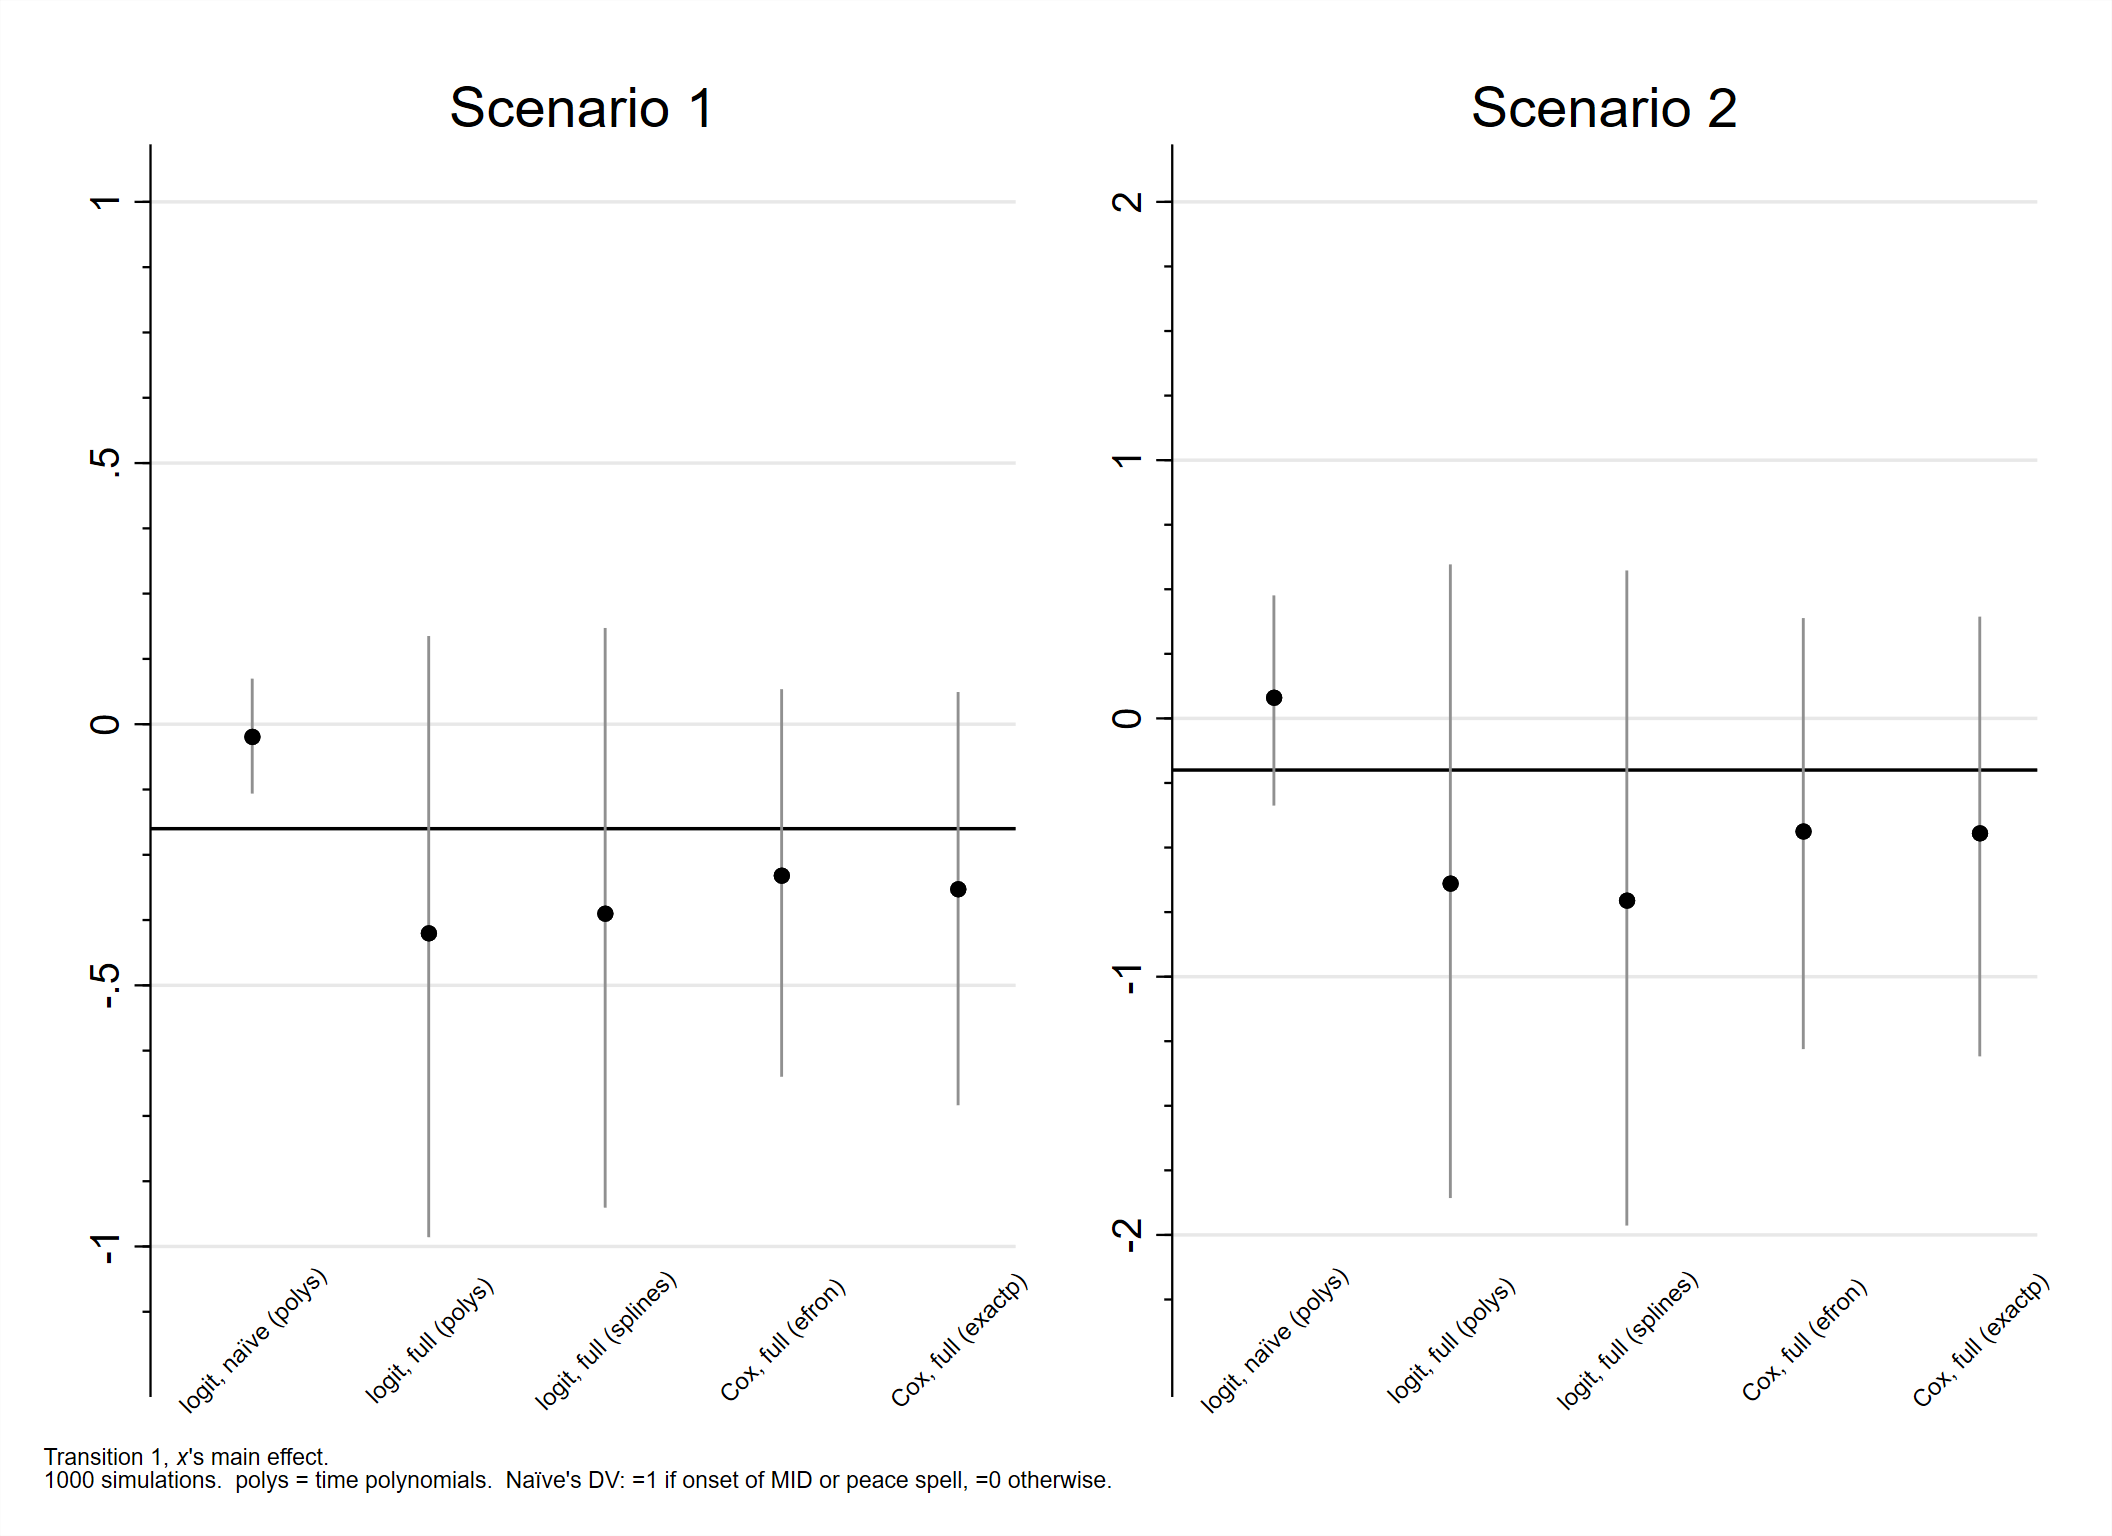 Scenario 1
1
.5
0
-.5
-1
logit, naïve (polys)
logit, full (polys)
logit, full (splines)
Cox, full (efron)
Cox, full (exactp)
Scenario 2
2
1
0
-1
-2
logit, naïve (polys)
logit, full (polys)
logit, full (splines)
Cox, full (efron)
Cox, full (exactp)
Transition 1, x's main effect.
1000 simulations.  polys = time polynomials.  Naïve's DV: =1 if onset of MID or peace spell, =0 otherwise.